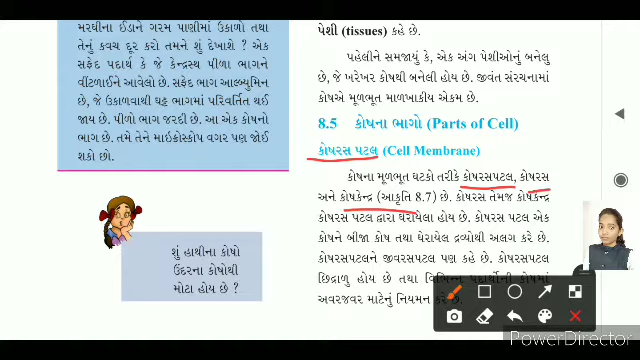 મરઘીના ઈંડાને ગરમ પાણીમાં ઉકાળો તથા
તેનું કવચ દૂર કરો તમને શું દેખાશે ? એક
સફેદ પદાર્થ કે જે કેન્દ્રસ્થ પીળા ભાગને
વીંટળાઈને આવેલો છે. સફેદ ભાગ આલ્બ્યુમિન
છે, જે ઉકાળવાથી ઘટ્ટ ભાગમાં પરિવર્તિત થઈ
જાય છે. પીળો ભાગ જરદી છે. આ એક કોષનો
ભાગ છે. તમે તેને માઇક્રોસ્કોપ વગર પણ જોઈ
શકો છો.
શું હાથીના કોષો
ઉંદરના કોષોથી
મોટા હોય છે ?
પેશી (tissues) કહે છે.
પહેલીને સમજાયું કે, એક અંગ પેશીઓનું બનેલું
છે, જે ખરેખર કોષથી બનેલી હોય છે. જીવંત સંરચનામાં
કોષએ મૂળભૂત માળખાકીય એકમ છે.
8.5 કોષના ભાગો (Parts of Cell)
કોષરસ પટલ (Cell Membrane)
કોષના મૂળભૂત ઘટકો તરીકે કોષરસપટલ, કોષરસ
અને કોષકેન્દ્ર (આકૃતિ 8.7) છે. કોષરસ તેમજ કોષકેન્દ્ર
કોષરસ પટલ દ્વારા ઘેરાયેલા હોય છે. કોષરસ પટલ એક
કોષને બીજા કોષ તથા ઘેરાયેલ દ્રવ્યોથી અલગ કરે છે.
કોષરસપટલને જીવરસપટલ પણ કહે છે. કોષરસપટલ
છિદ્રાળુ હોય છે તથા વિભિન્ન પદાર્થોની કોષમાં
અવરજવર માટેનું નિયમન કરે છે.
PowerDirector